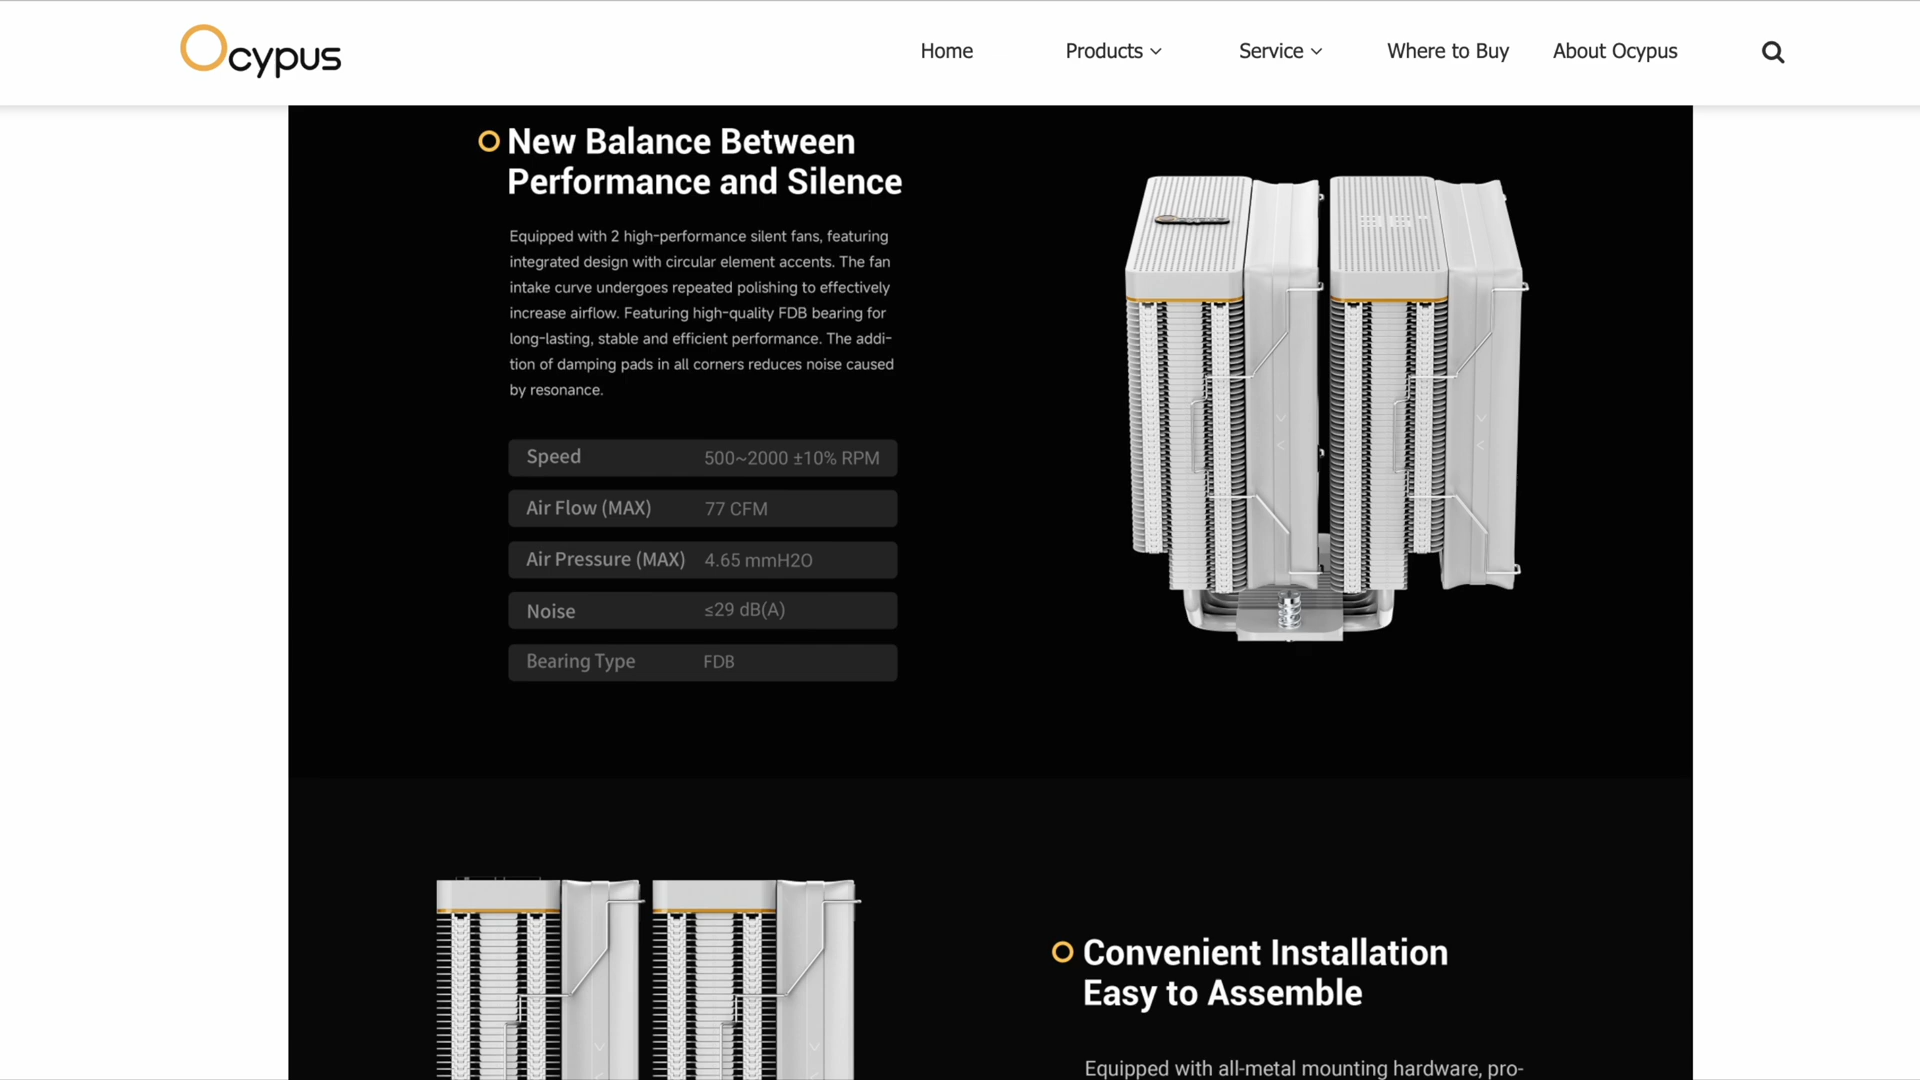 Ocypus
Home
Products
Service
Where to Buy
About Ocypus
New Balance Between
Performance and Silence
Equipped with 2 high-performance silent fans, featuring
integrated design with circular element accents. The fan
intake curve undergoes repeated polishing to effectively
increase airflow. Featuring high-quality FDB bearing for
long-lasting, stable and efficient performance. The addi-
tion of damping pads in all corners reduces noise caused
by resonance.
Speed 500~2000 ±10% RPM
Air Flow (MAX) 77 CFM
Air Pressure (MAX) 4.65 mmH2O
Noise ≤29 dB(A)
Bearing Type FDB
Convenient Installation
Easy to Assemble
Equipped with all-metal mounting hardware, pro-